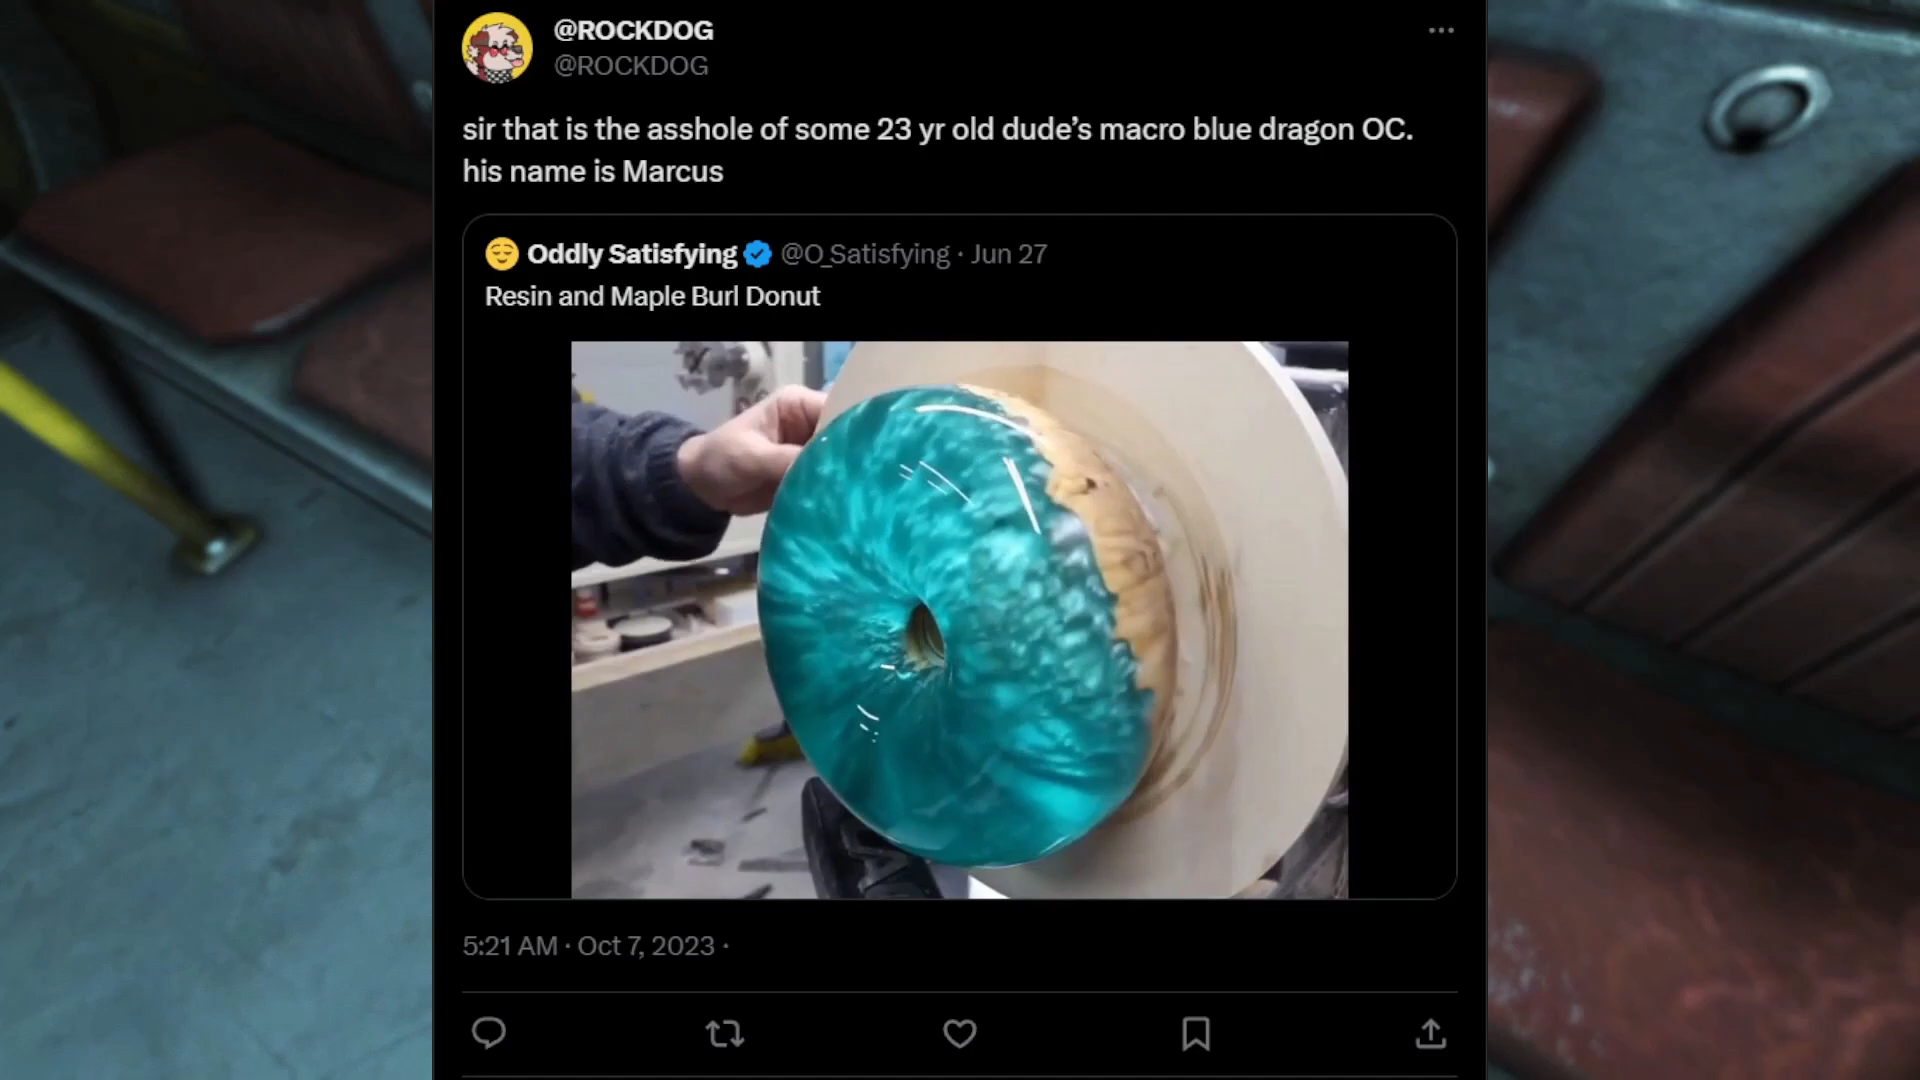 @ROCKDOG
@ROCKDOG
sir that is the asshole of some 23 yr old dude’s macro blue dragon OC.
his name is Marcus
Oddly Satisfying @O_Satisfying · Jun 27
Resin and Maple Burl Donut
5:21 AM · Oct 7, 2023 ·